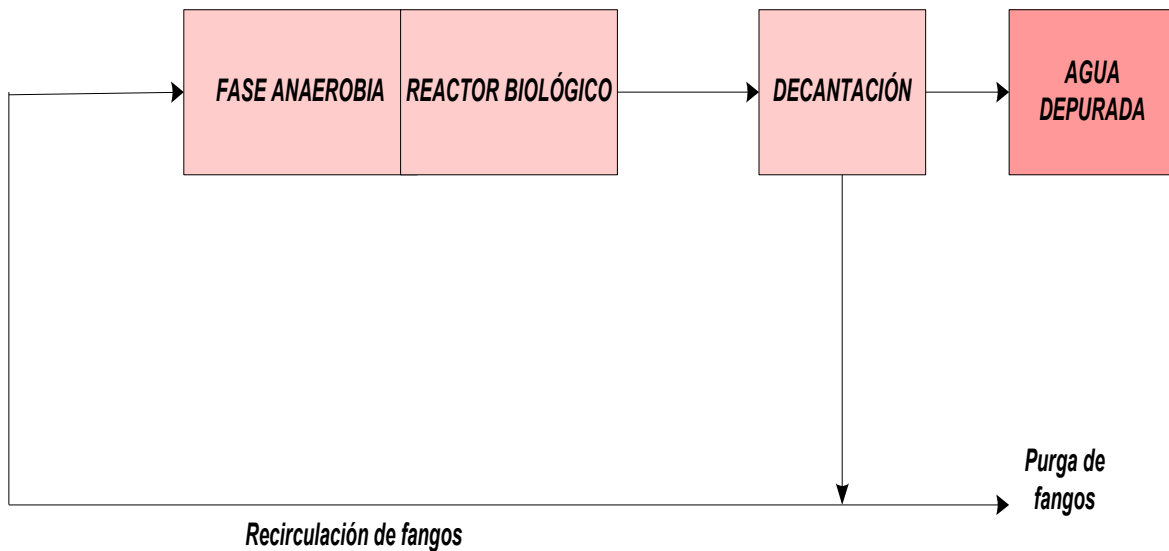 FASE ANAEROBIA
REACTOR BIOLÓGICO
DECANTACIÓN
AGUA
DEPURADA
Purga de
fangos
Recirculación de fangos